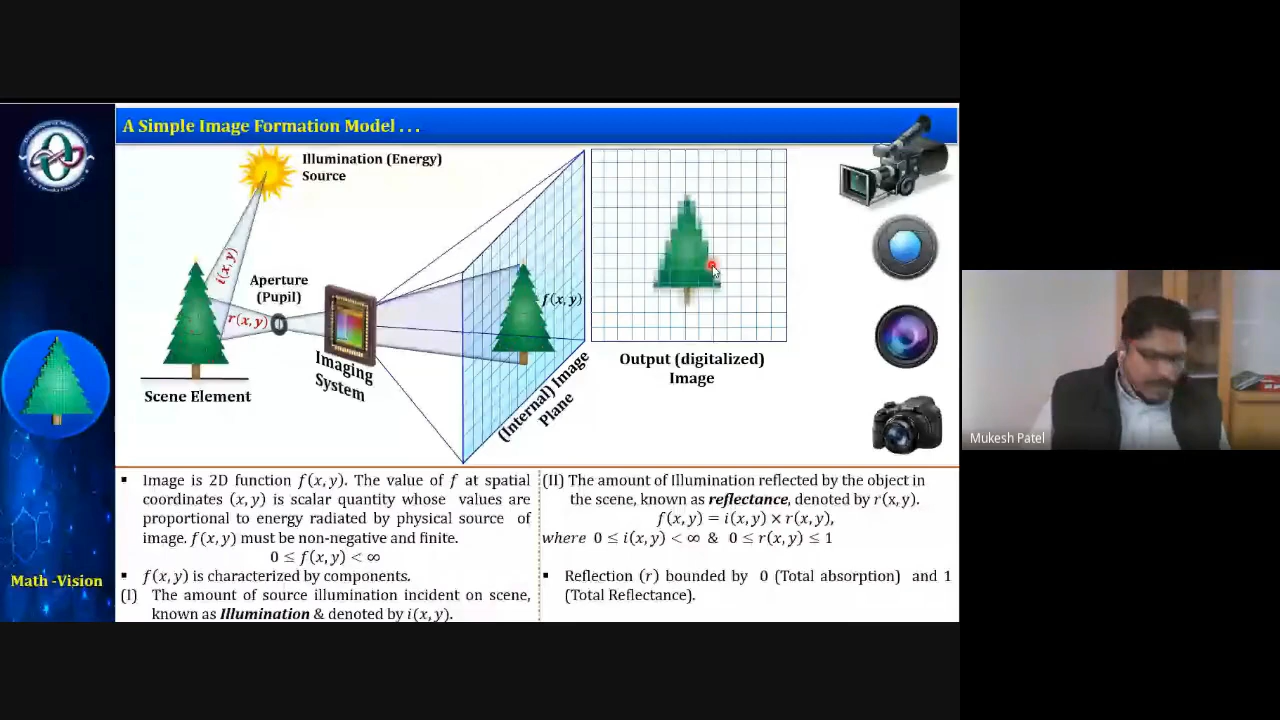 A Simple Image Formation Model . . .
Illumination (Energy)
Source
i(x, y)
Aperture
(Pupil)
r(x, y)
f(x, y)
Imaging
System
(Internal) Image
Plane
Scene Element
Output (digitalized)
Image
Mukesh Patel
▪ Image is 2D function f(x, y). The value of f at spatial
coordinates (x, y) is scalar quantity whose values are
proportional to energy radiated by physical source of
image. f(x, y) must be non-negative and finite.
0 ≤ f(x, y) < ∞
▪ f(x, y) is characterized by components.
(I) The amount of source illumination incident on scene,
known as Illumination & denoted by i(x, y).
(II) The amount of Illumination reflected by the object in
the scene, known as reflectance, denoted by r(x, y).
f(x, y) = i(x, y) × r(x, y),
where 0 ≤ i(x, y) < ∞ & 0 ≤ r(x, y) ≤ 1
▪ Reflection (r) bounded by 0 (Total absorption) and 1
(Total Reflectance).
Math -Vision